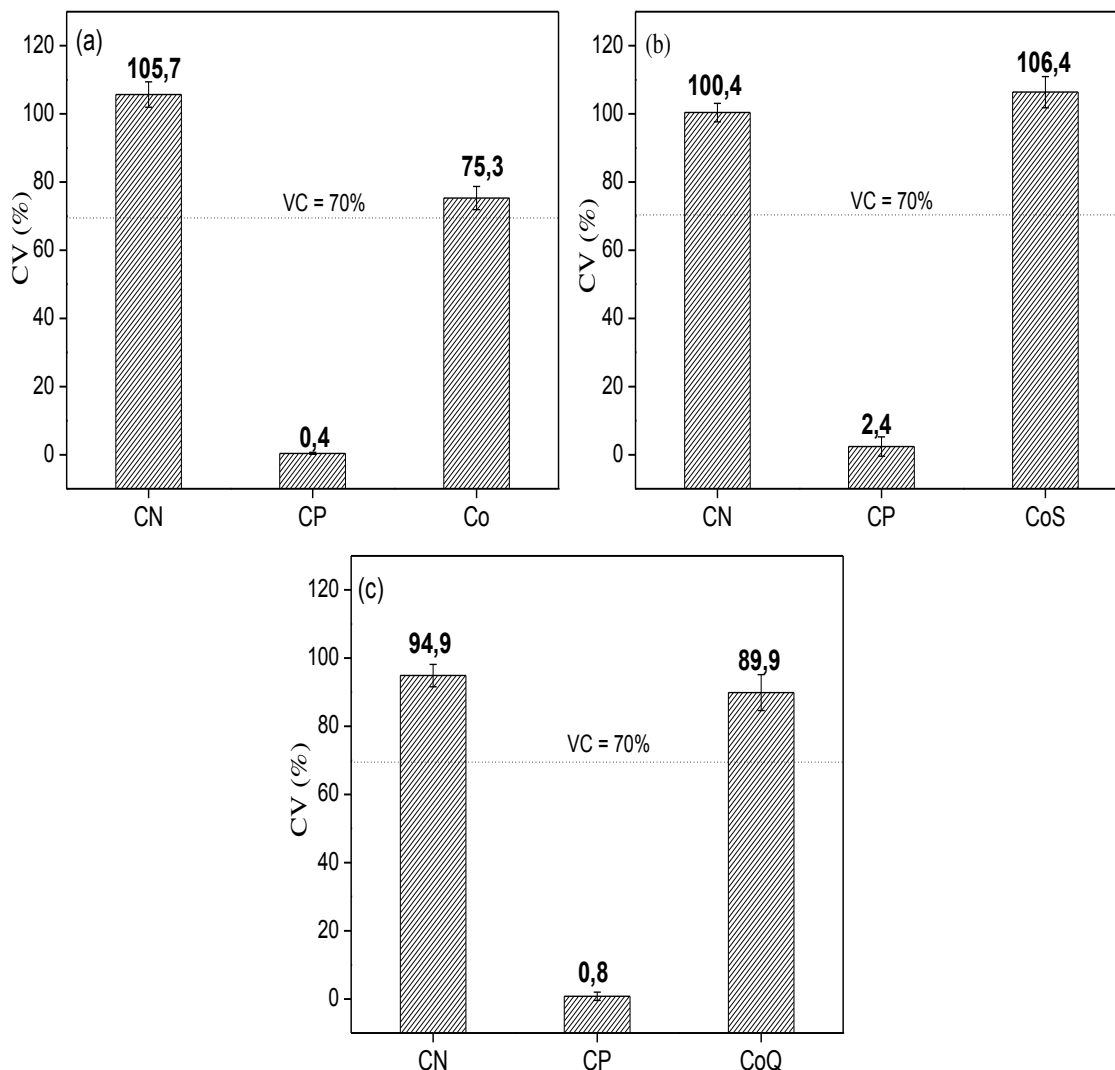 (a)
120
100
80
60
40
20
0
CV (%)
105,7
0,4
75,3
VC = 70%
CN CP Co
(b)
120
100
80
60
40
20
0
CV (%)
100,4
2,4
106,4
VC = 70%
CN CP CoS
(c)
120
100
80
60
40
20
0
CV (%)
94,9
0,8
89,9
VC = 70%
CN CP CoQ